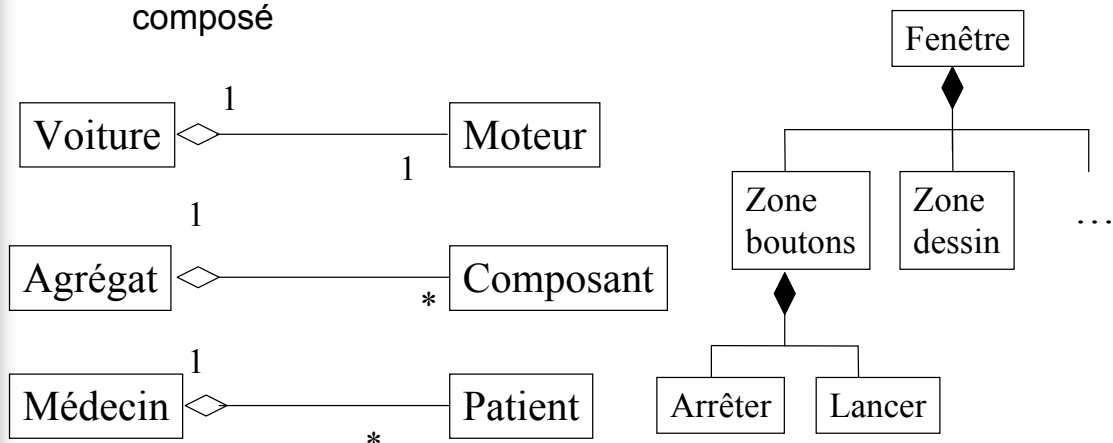 composé
1
Voiture
Moteur
1
1
Agrégat
Composant
*
1
Médecin
Patient
*
Fenêtre
Zone
boutons
Zone
dessin
...
Arrêter
Lancer